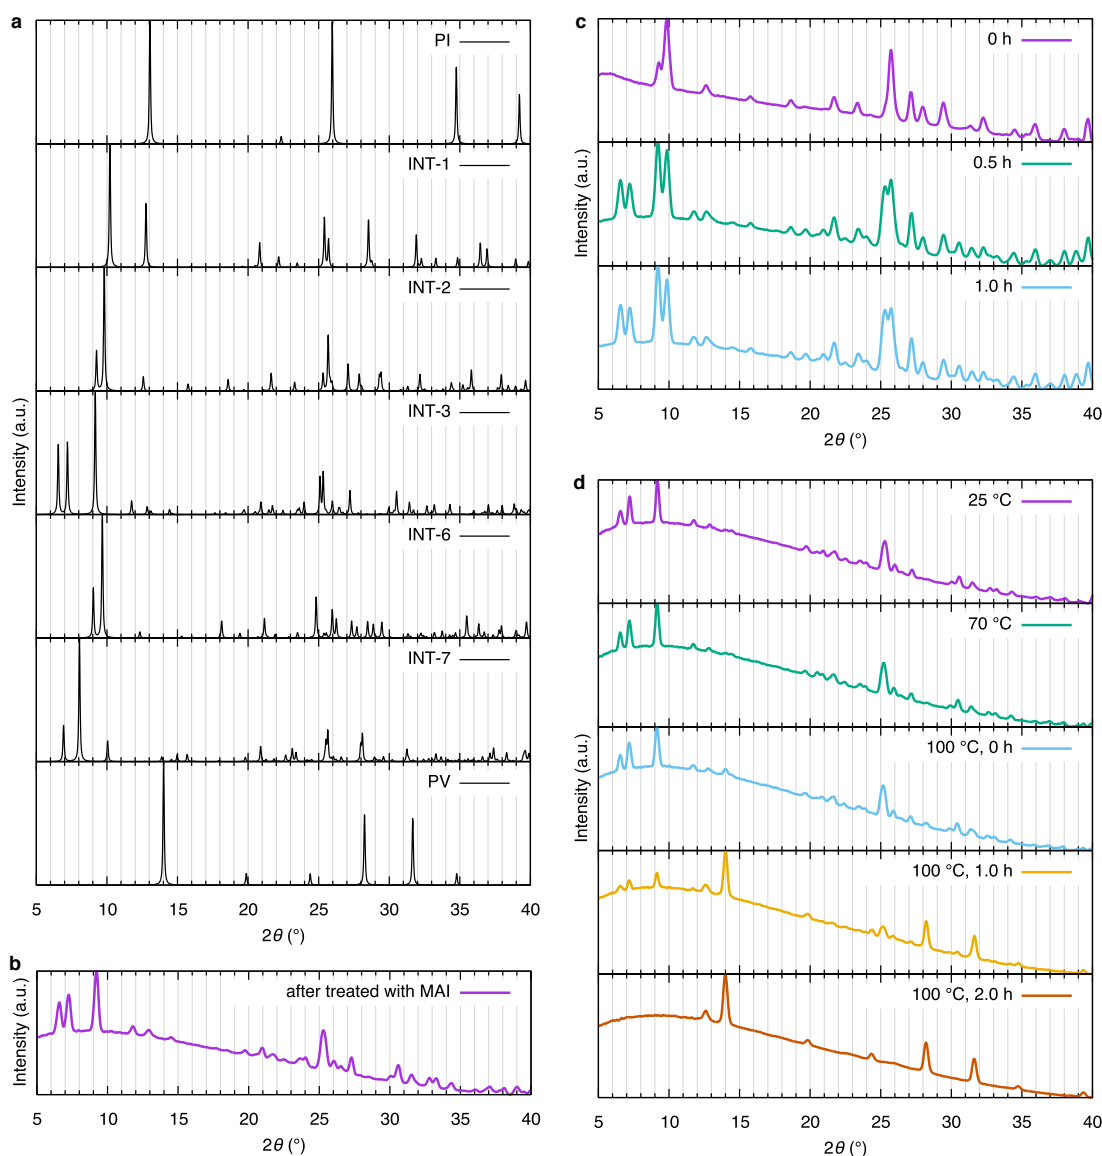 a
PI
INT-1
INT-2
INT-3
INT-6
INT-7
PV
Intensity (a.u.)
5 10 15 20 25 30 35 40
2θ (°)
b
after treated with MAI
Intensity (a.u.)
5 10 15 20 25 30 35 40
2θ (°)
c
0 h
0.5 h
1.0 h
Intensity (a.u.)
5 10 15 20 25 30 35 40
2θ (°)
d
25 °C
70 °C
100 °C, 0 h
100 °C, 1.0 h
100 °C, 2.0 h
Intensity (a.u.)
5 10 15 20 25 30 35 40
2θ (°)